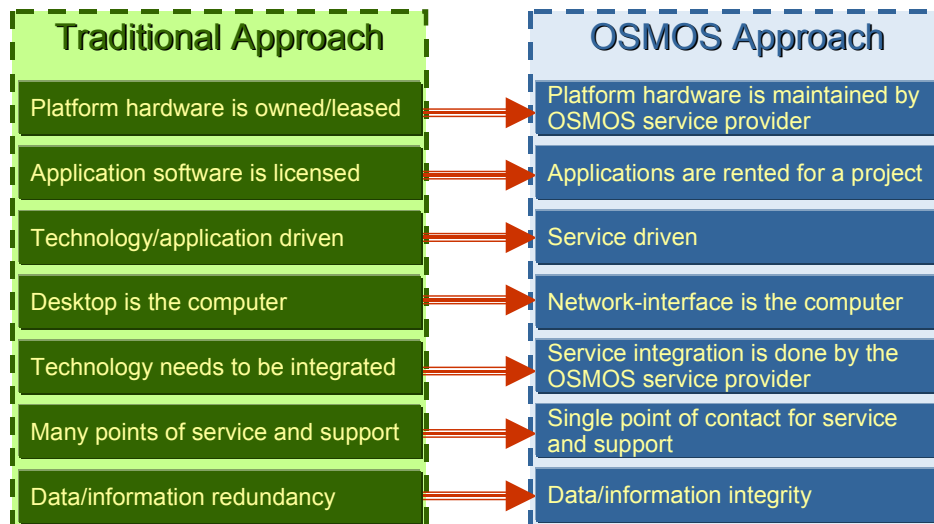 Traditional Approach
OSMOS Approach
Platform hardware is owned/leased
Platform hardware is maintained by
OSMOS service provider
Application software is licensed
Applications are rented for a project
Technology/application driven
Service driven
Desktop is the computer
Network-interface is the computer
Technology needs to be integrated
Service integration is done by the
OSMOS service provider
Many points of service and support
Single point of contact for service
and support
Data/information redundancy
Data/information integrity